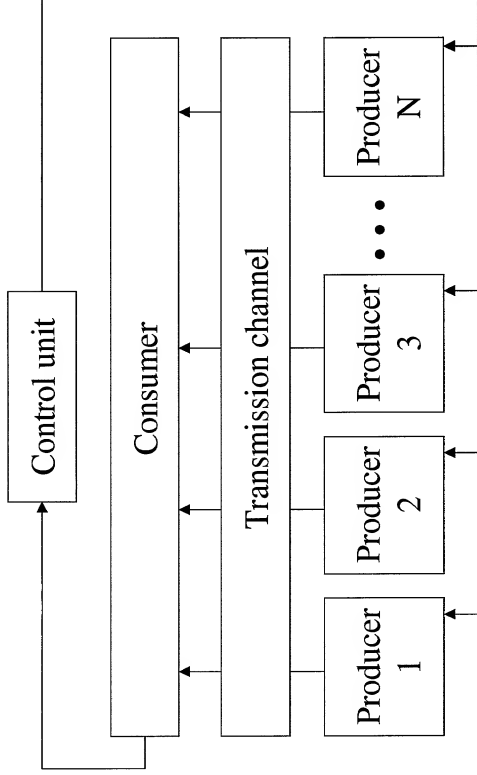 Control unit
Consumer
Transmission channel
Producer
1
Producer
2
Producer
3
Producer
N